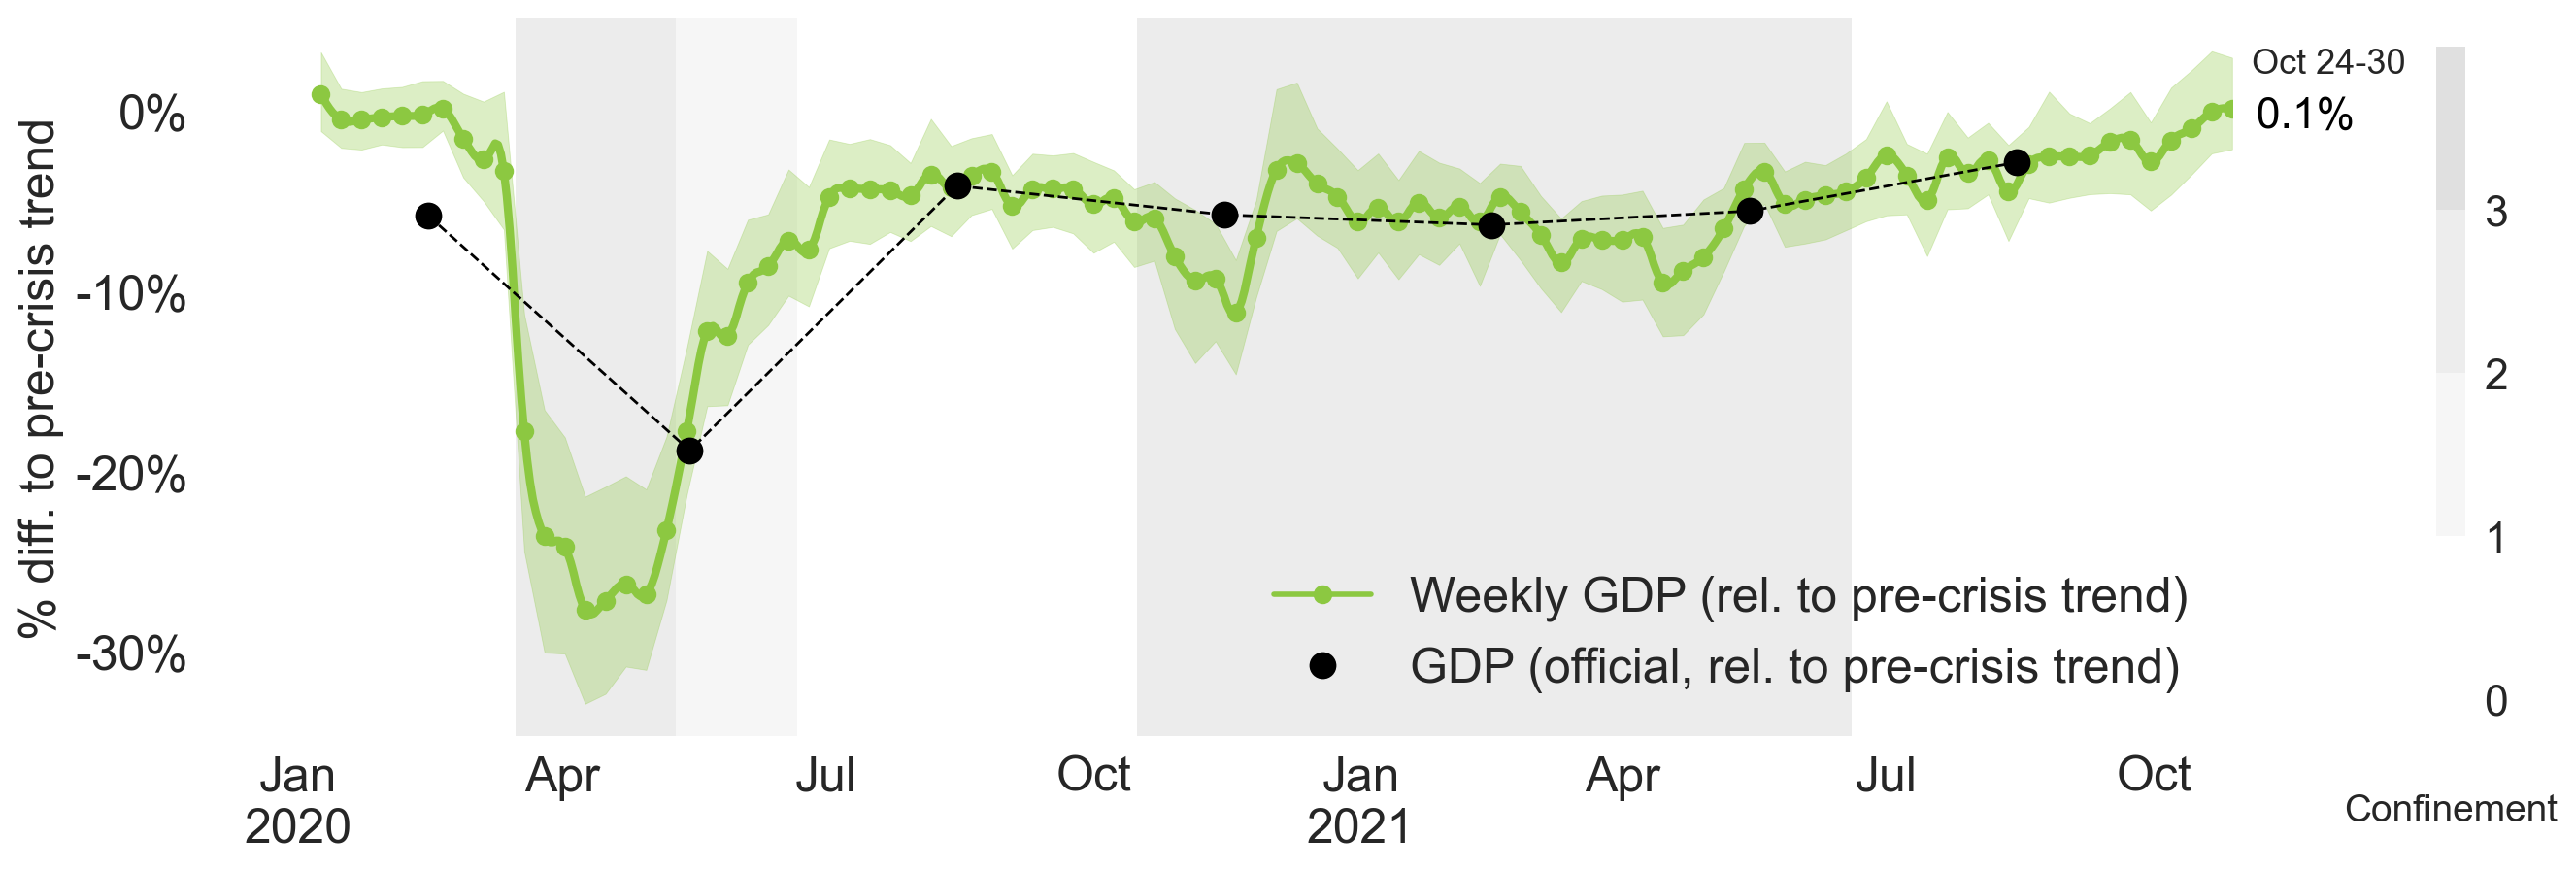 % diff. to pre-crisis trend
0%
-10%
-20%
-30%
Jan
2020
Apr
Jul
Oct
Jan
2021
Apr
Jul
Oct
Oct 24-30
0.1%
Weekly GDP (rel. to pre-crisis trend)
GDP (official, rel. to pre-crisis trend)
3
2
1
0
Confinement